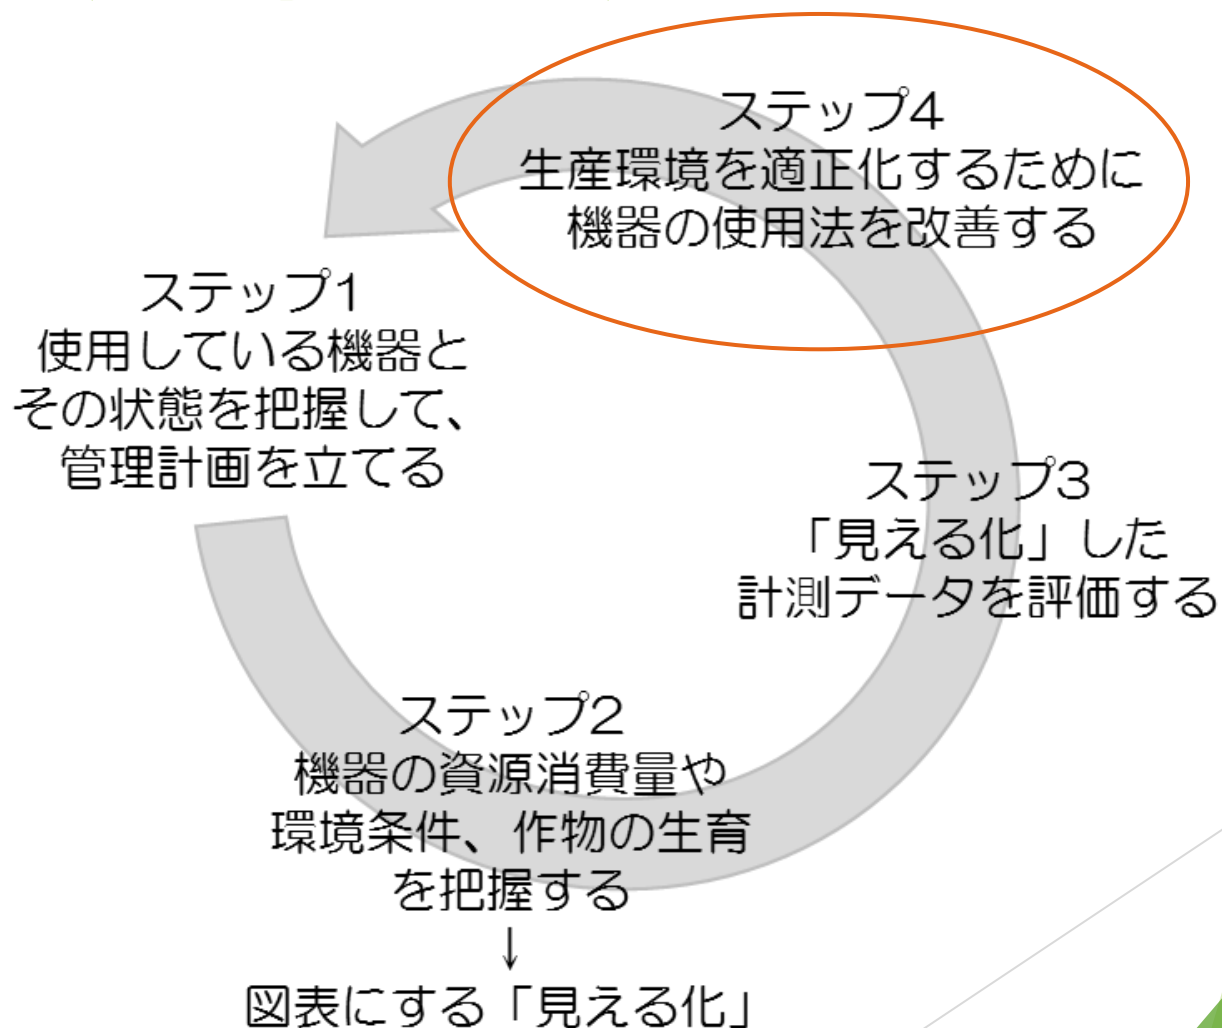 ステップ1
使用している機器と
その状態を把握して、
管理計画を立てる
ステップ2
機器の資源消費量や
環境条件、作物の生育
を把握する
↓
図表にする「見える化」
ステップ3
「見える化」した
計測データを評価する
ステップ4
生産環境を適正化するために
機器の使用法を改善する